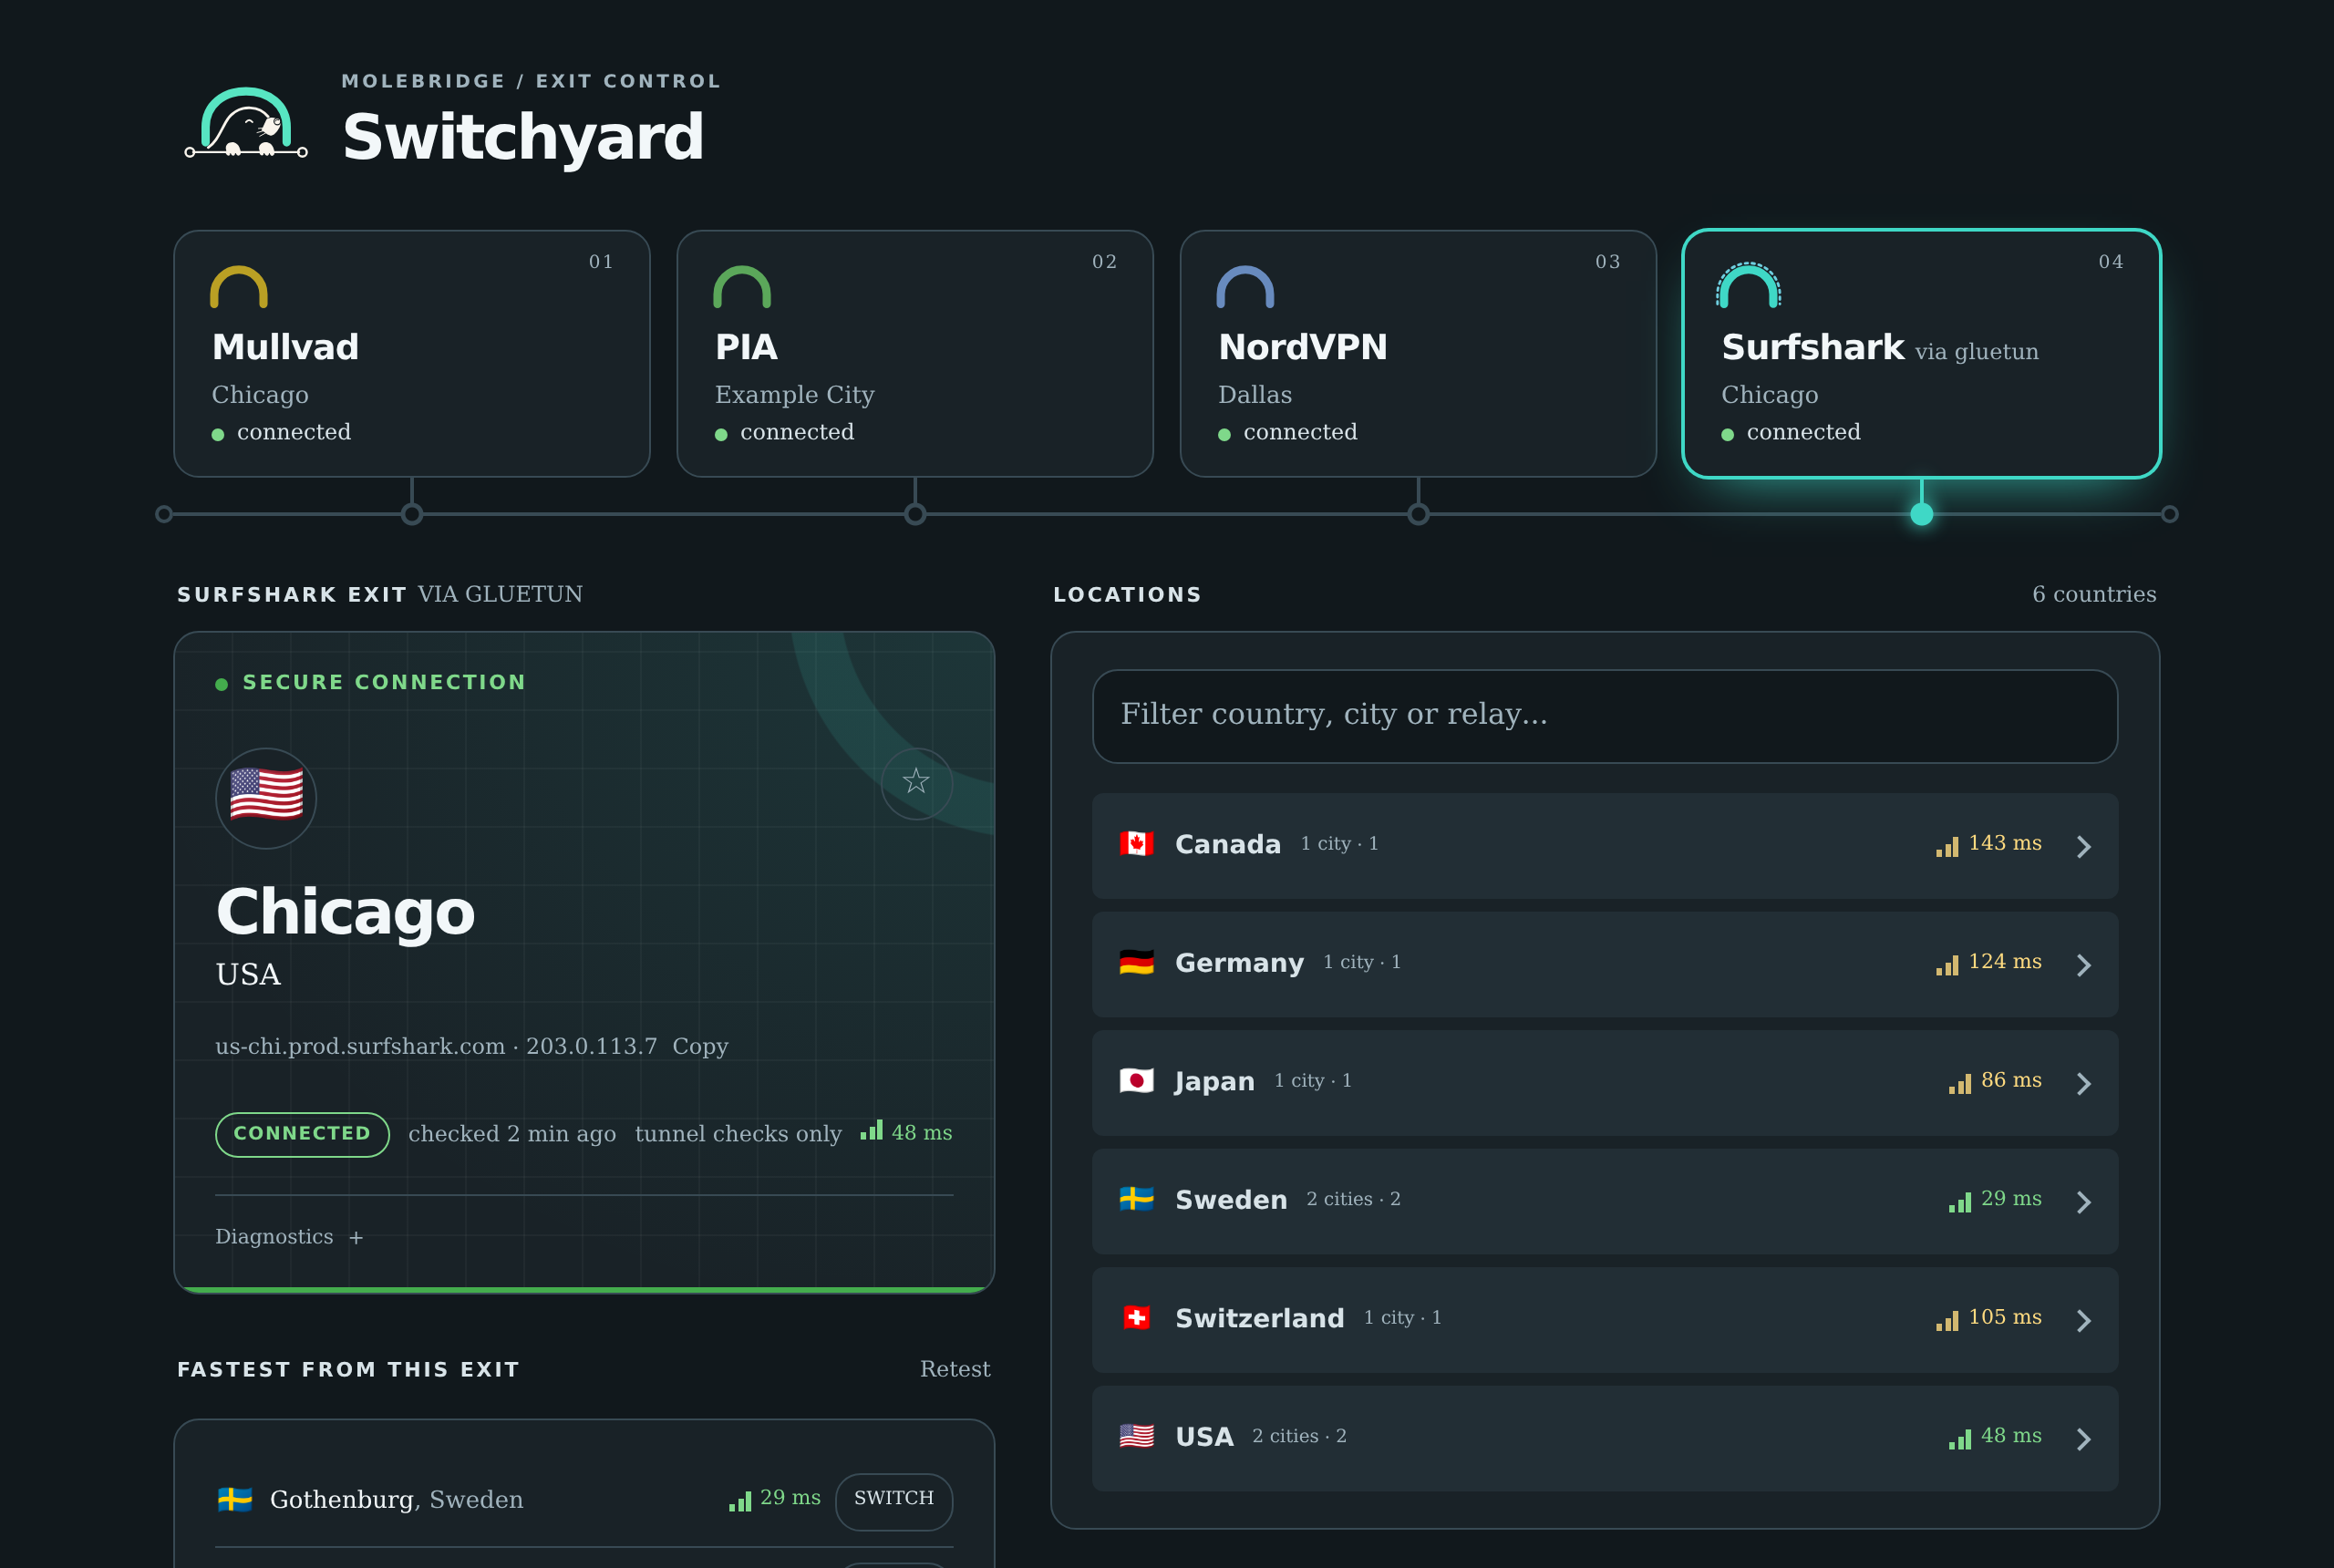 MOLEBRIDGE / EXIT CONTROL
Switchyard
01
Mullvad
Chicago
connected
02
PIA
Example City
connected
03
NordVPN
Dallas
connected
04
Surfshark via gluetun
Chicago
connected
SURFSHARK EXIT VIA GLUETUN
SECURE CONNECTION
Chicago
USA
us-chi.prod.surfshark.com · 203.0.113.7 Copy
CONNECTED checked 2 min ago tunnel checks only 48 ms
Diagnostics +
FASTEST FROM THIS EXIT Retest
Gothenburg, Sweden 29 ms SWITCH
LOCATIONS 6 countries
Filter country, city or relay...
Canada 1 city · 1 143 ms
Germany 1 city · 1 124 ms
Japan 1 city · 1 86 ms
Sweden 2 cities · 2 29 ms
Switzerland 1 city · 1 105 ms
USA 2 cities · 2 48 ms